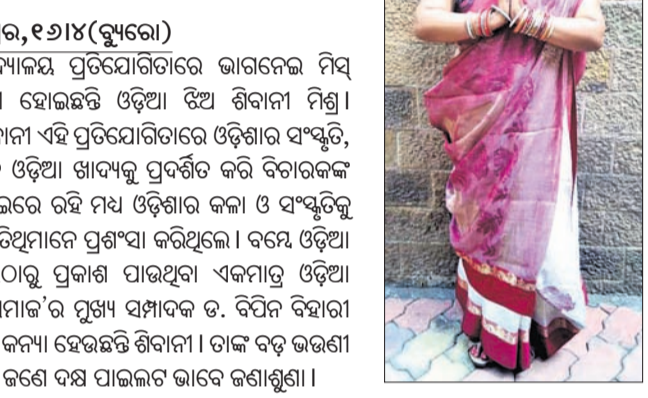 ର,୧୬।୪(ବ୍ୟୁରୋ)
ଦ୍ୟାଳୟ ପ୍ରତିଯୋଗିତାରେ ଭାଗନେଇ ମିସ୍
ହୋଇଛନ୍ତି ଓଡ଼ିଆ ଝିଅ ଶିବାନୀ ମିଶ୍ର।
ାନୀ ଏହି ପ୍ରତିଯୋଗିତାରେ ଓଡ଼ିଶାର ସଂସ୍କୃତି,
ଓଡ଼ିଆ ଖାଦ୍ୟକୁ ପ୍ରଦର୍ଶିତ କରି ବିଚାରକଙ୍କ
ଇରେ ରହି ମଧ୍ୟ ଓଡ଼ିଶାର କଳା ଓ ସଂସ୍କୃତିକୁ
ତିଥିମାନେ ପ୍ରଶଂସା କରିଥିଲେ। ବମ୍ବେ ଓଡ଼ିଆ
ଠାରୁ ପ୍ରକାଶ ପାଉଥିବା ଏକମାତ୍ର ଓଡ଼ିଆ
ମାଜ'ର ମୁଖ୍ୟ ସମ୍ପାଦକ ଡ. ବିପିନ ବିହାରୀ
କନ୍ୟା ହେଉଛନ୍ତି ଶିବାନୀ। ତାଙ୍କ ବଡ଼ ଭଉଣୀ
ଜଣେ ଦକ୍ଷ ପାଇଲଟ ଭାବେ ଜଣାଶୁଣା।